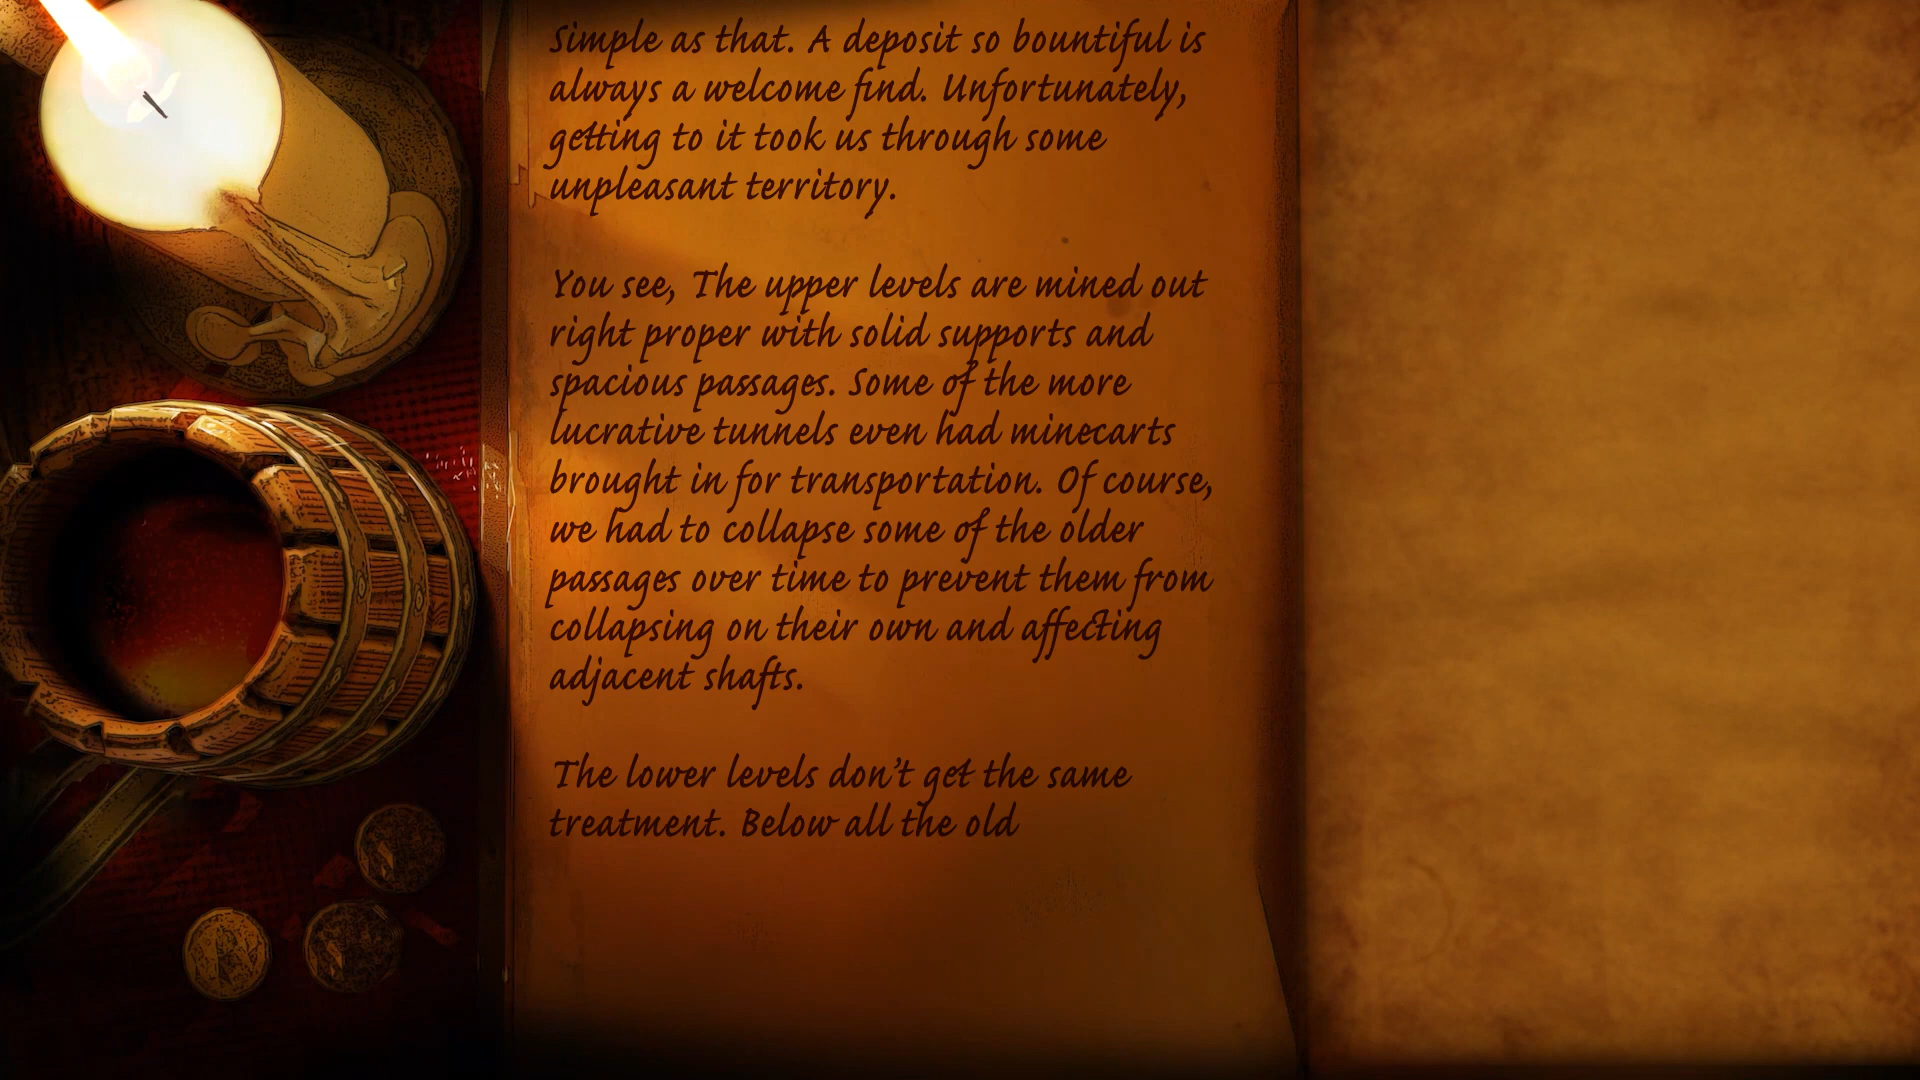 Simple as that. A deposit so bountiful is
always a welcome find. Unfortunately,
getting to it took us through some
unpleasant territory.
You see, The upper levels are mined out
right proper with solid supports and
spacious passages. Some of the more
lucrative tunnels even had minecarts
brought in for transportation. Of course,
we had to collapse some of the older
passages over time to prevent them from
collapsing on their own and affecting
adjacent shafts.
The lower levels don't get the same
treatment. Below all the old